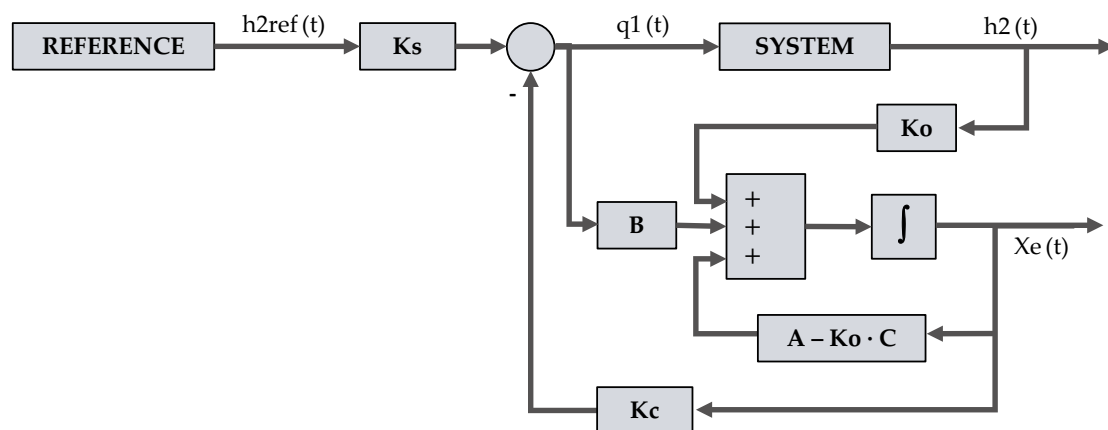 h2ref (t)
q1 (t)
h2 (t)
REFERENCE
Ks
SYSTEM
-
Ko
+
B
+
∫
+
Xe (t)
A – Ko · C
Kc